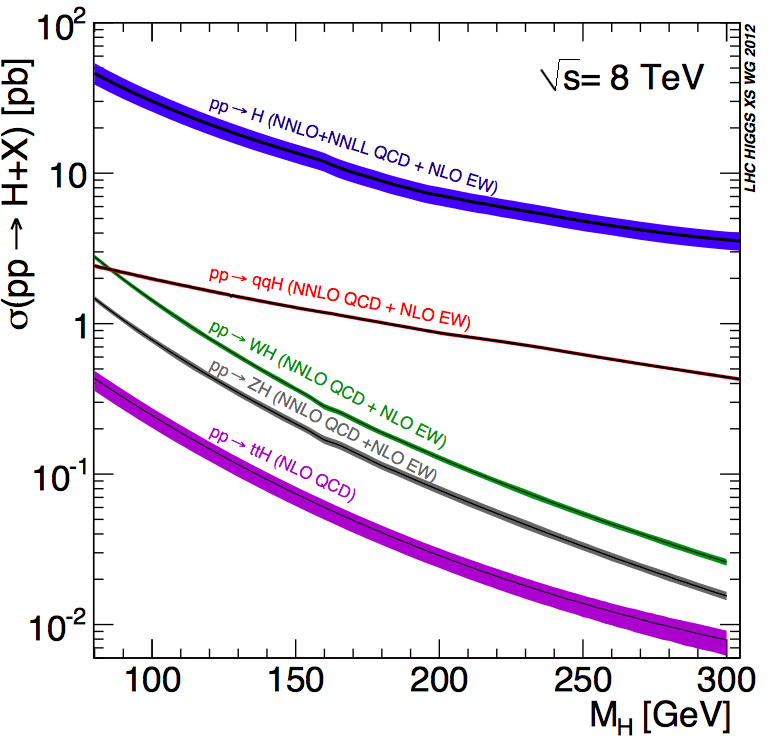 σ(pp → H+X) [pb]
10²
10
1
10⁻¹
10⁻²
√s= 8 TeV
LHC HIGGS XS WG 2012
pp → H (NNLO+NNLL QCD + NLO EW)
pp → qqH (NNLO QCD + NLO EW)
pp → WH (NNLO QCD + NLO EW)
pp → ZH (NNLO QCD +NLO EW)
pp → ttH (NLO QCD)
100 150 200 250 300
M_H [GeV]